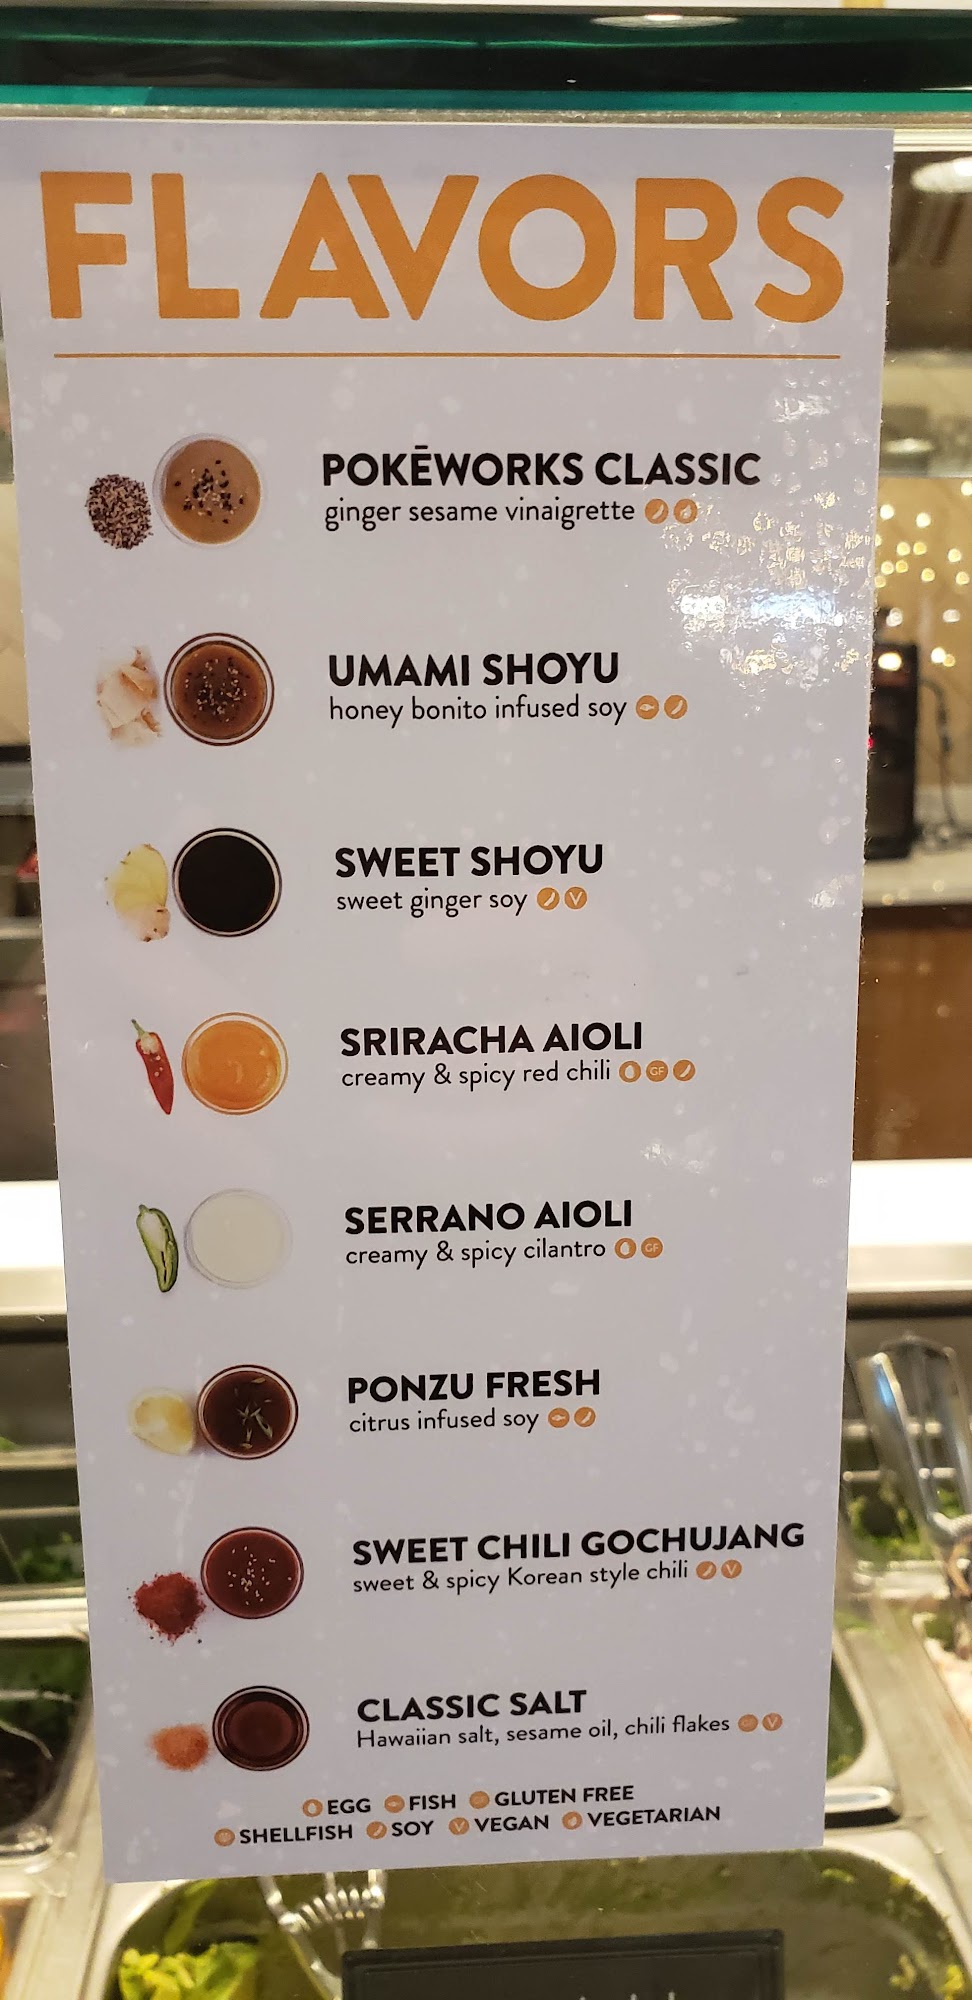 FLAVORS
POKĒWORKS CLASSIC
ginger sesame vinaigrette
UMAMI SHOYU
honey bonito infused soy
SWEET SHOYU
sweet ginger soy V
SRIRACHA AIOLI
creamy & spicy red chili GF
SERRANO AIOLI
creamy & spicy cilantro GF
PONZU FRESH
citrus infused soy
SWEET CHILI GOCHUJANG
sweet & spicy Korean style chili V
CLASSIC SALT
Hawaiian salt, sesame oil, chili flakes GF V
EGG FISH GLUTEN FREE
SHELLFISH SOY V VEGAN VEGETARIAN